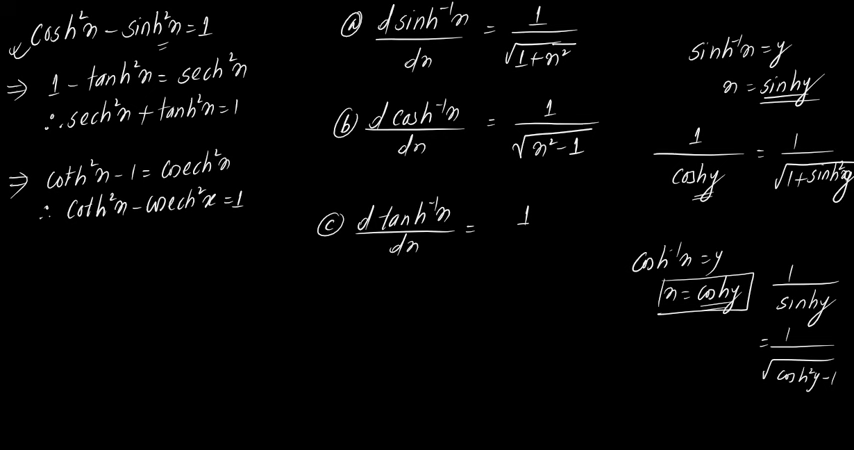 cosh²x - sinh²x = 1
⇒ 1 - tanh²x = sech²x
∴ sech²x + tanh²x = 1
⇒ coth²x - 1 = cosech²x
∴ coth²x - cosech²x = 1
ⓐ d sinh⁻¹x / dx = 1 / √(1+x²)
ⓑ d cosh⁻¹x / dx = 1 / √(x²-1)
ⓒ d tanh⁻¹x / dx = 1
sinh⁻¹x = y
x = sinhy
1 / coshy = 1 / √(1+sinh²y)
cosh⁻¹x = y
x = coshy
1 / sinhy
= 1 / √(cosh²y-1)